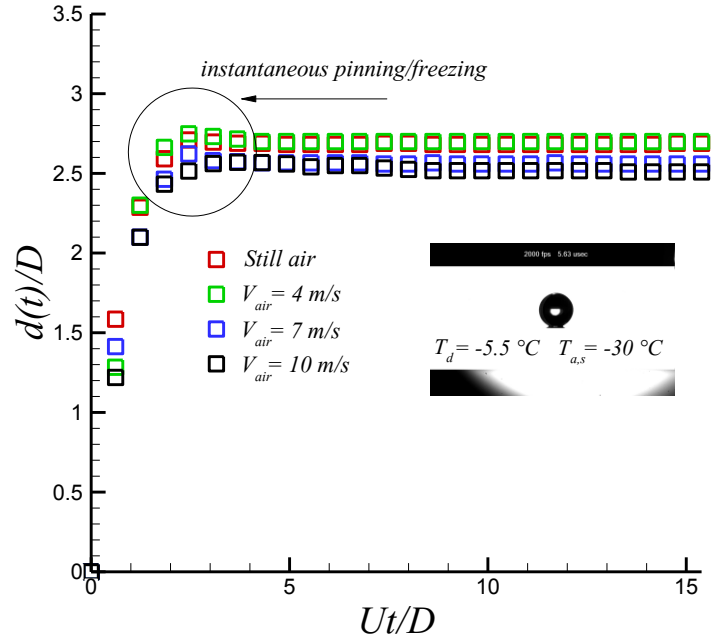 3.5
3
2.5
2
1.5
1
0.5
0
0
5
10
15
d(t)/D
Ut/D
instantaneous pinning/freezing
Still air
V_air= 4 m/s
V_air= 7 m/s
V_air= 10 m/s
2000 fps 5.63 usec
T_d= -5.5 °C T_a,s= -30 °C